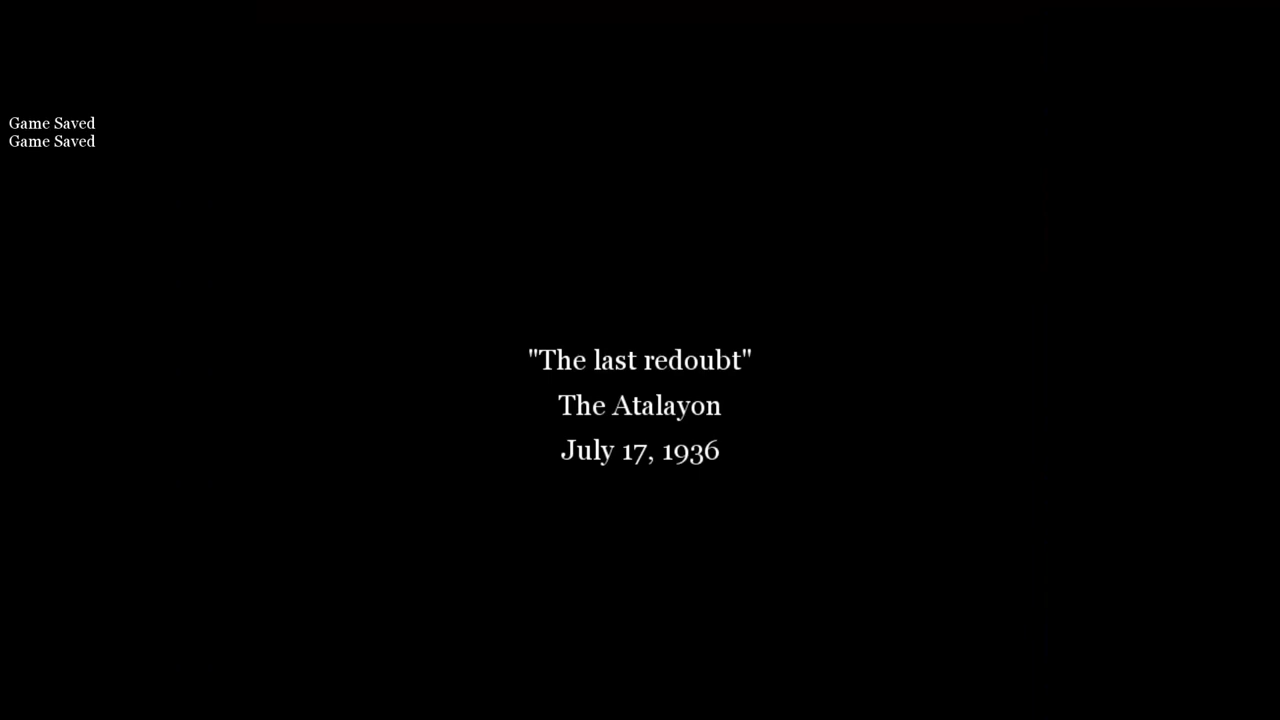 Game Saved
Game Saved
"The last redoubt"
The Atalayon
July 17, 1936